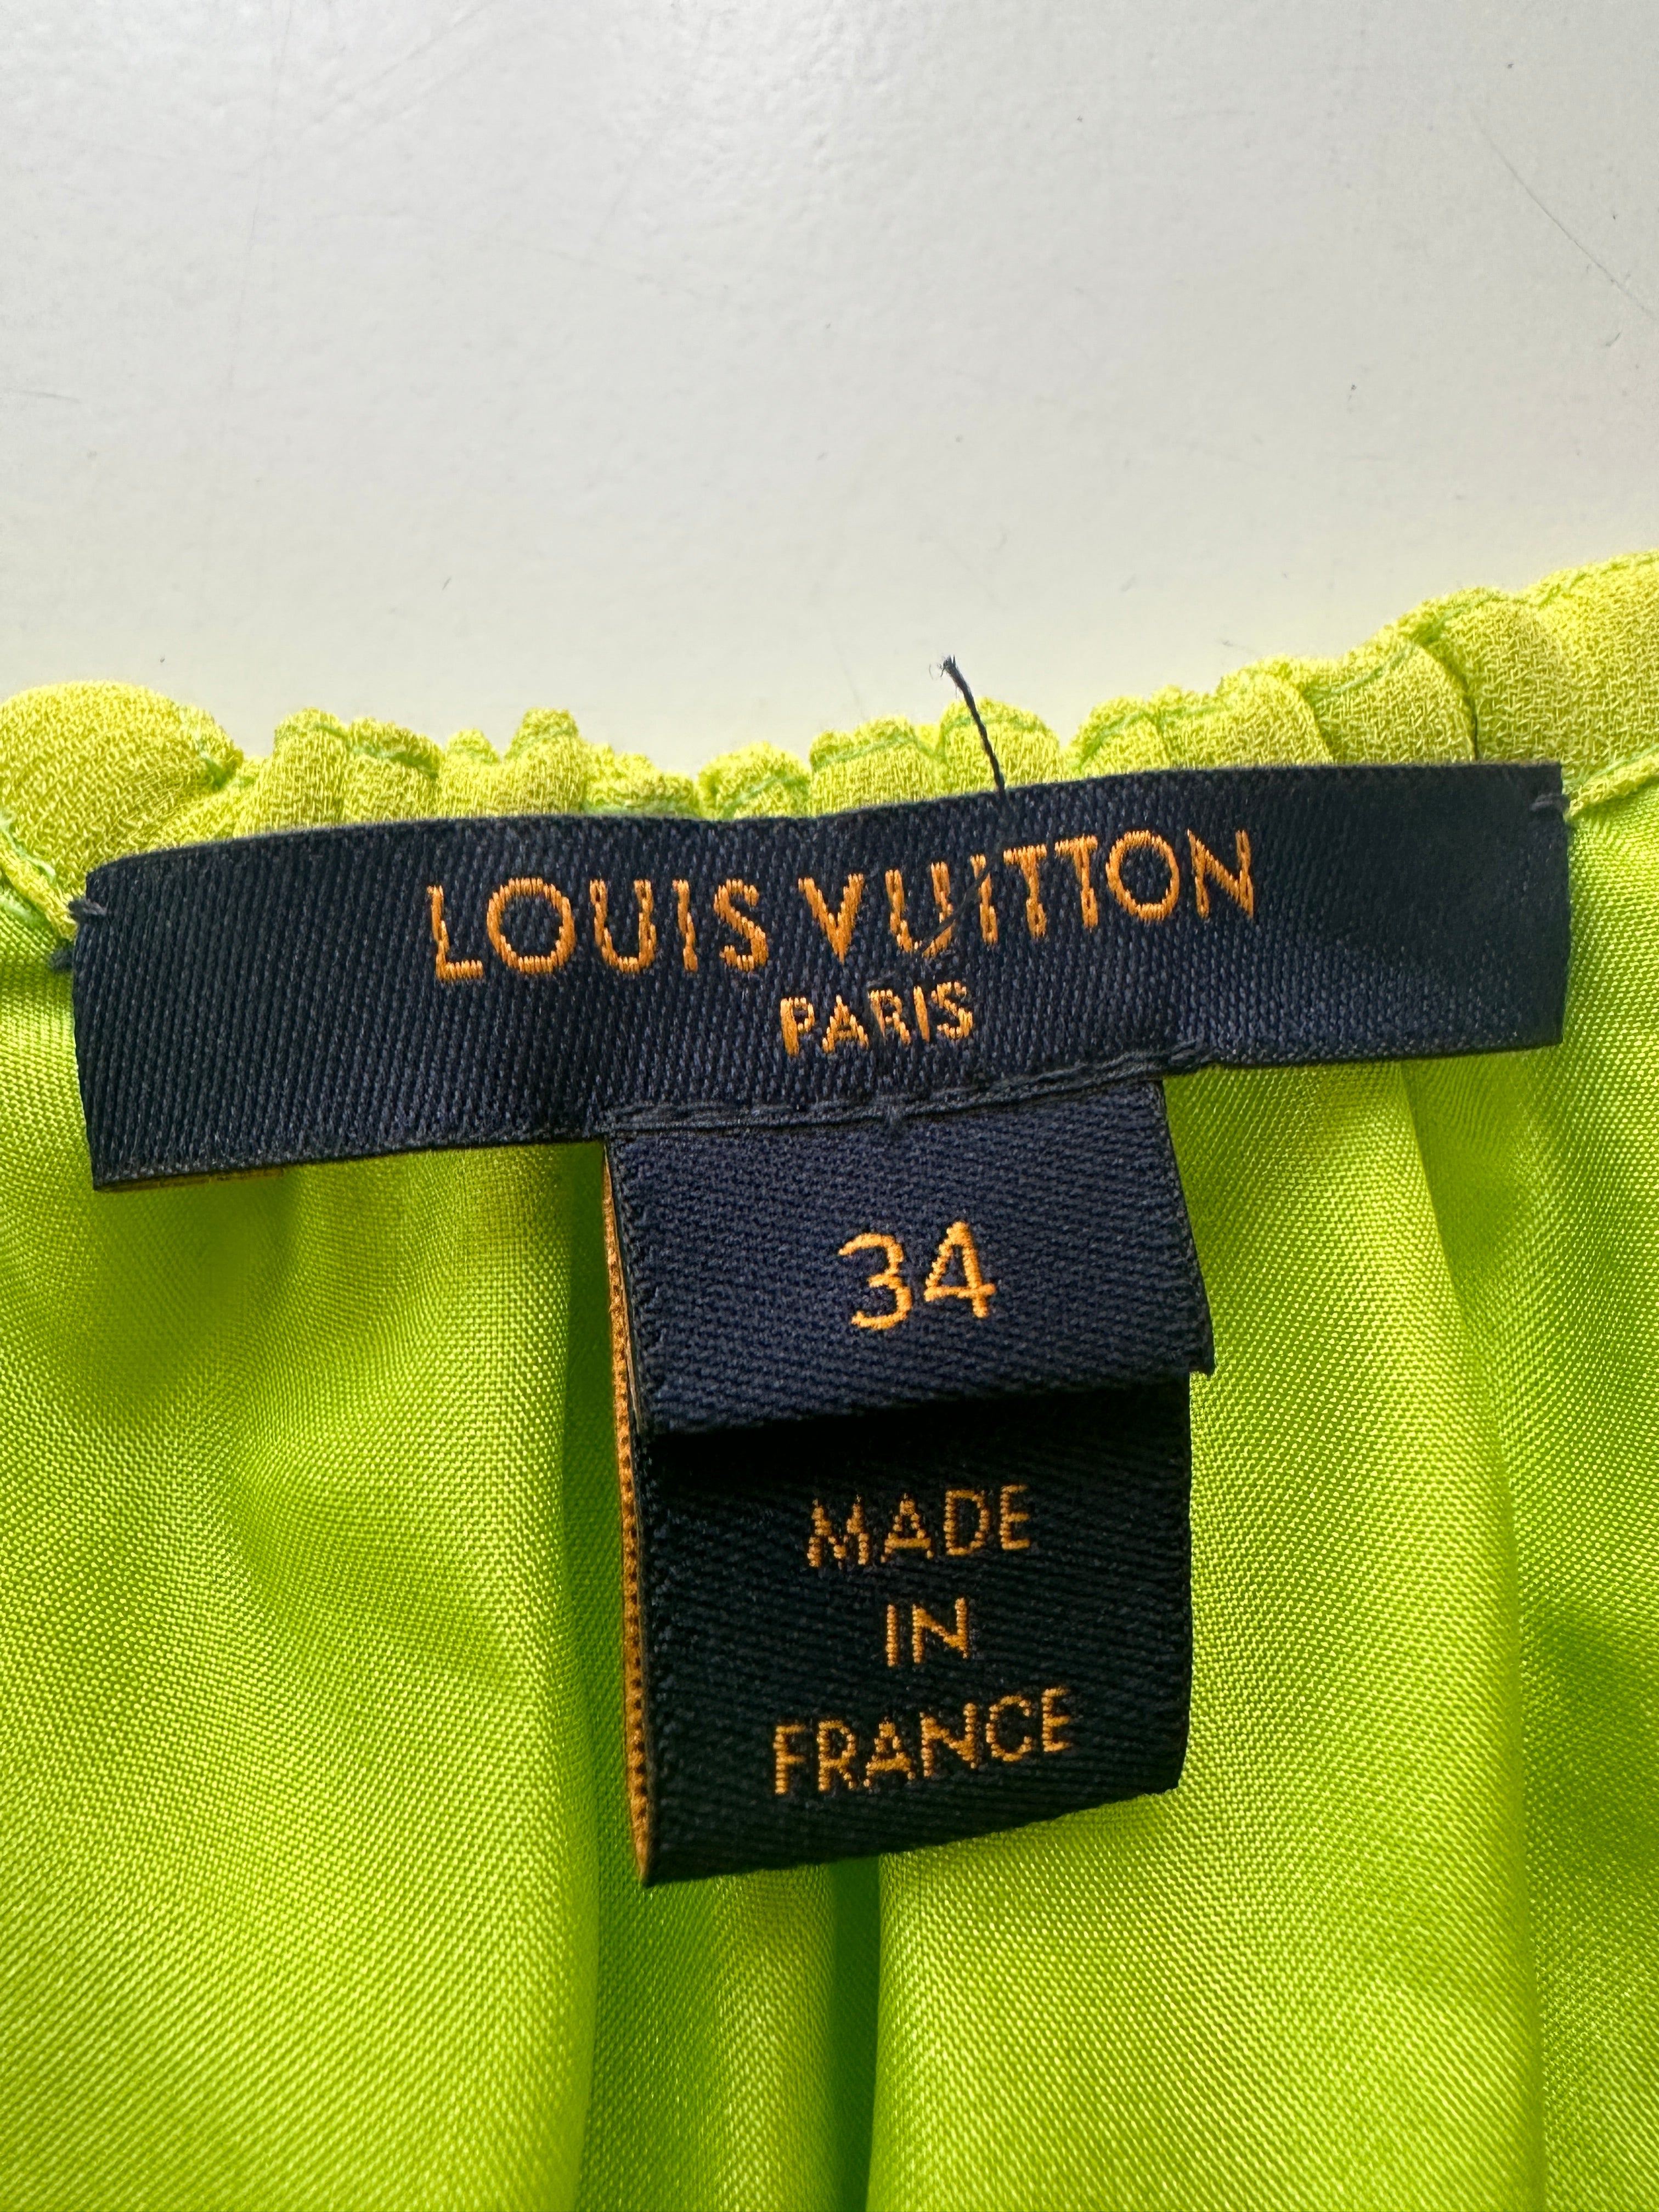 LOUIS VUITTON
PARIS
34
MADE
IN
FRANCE